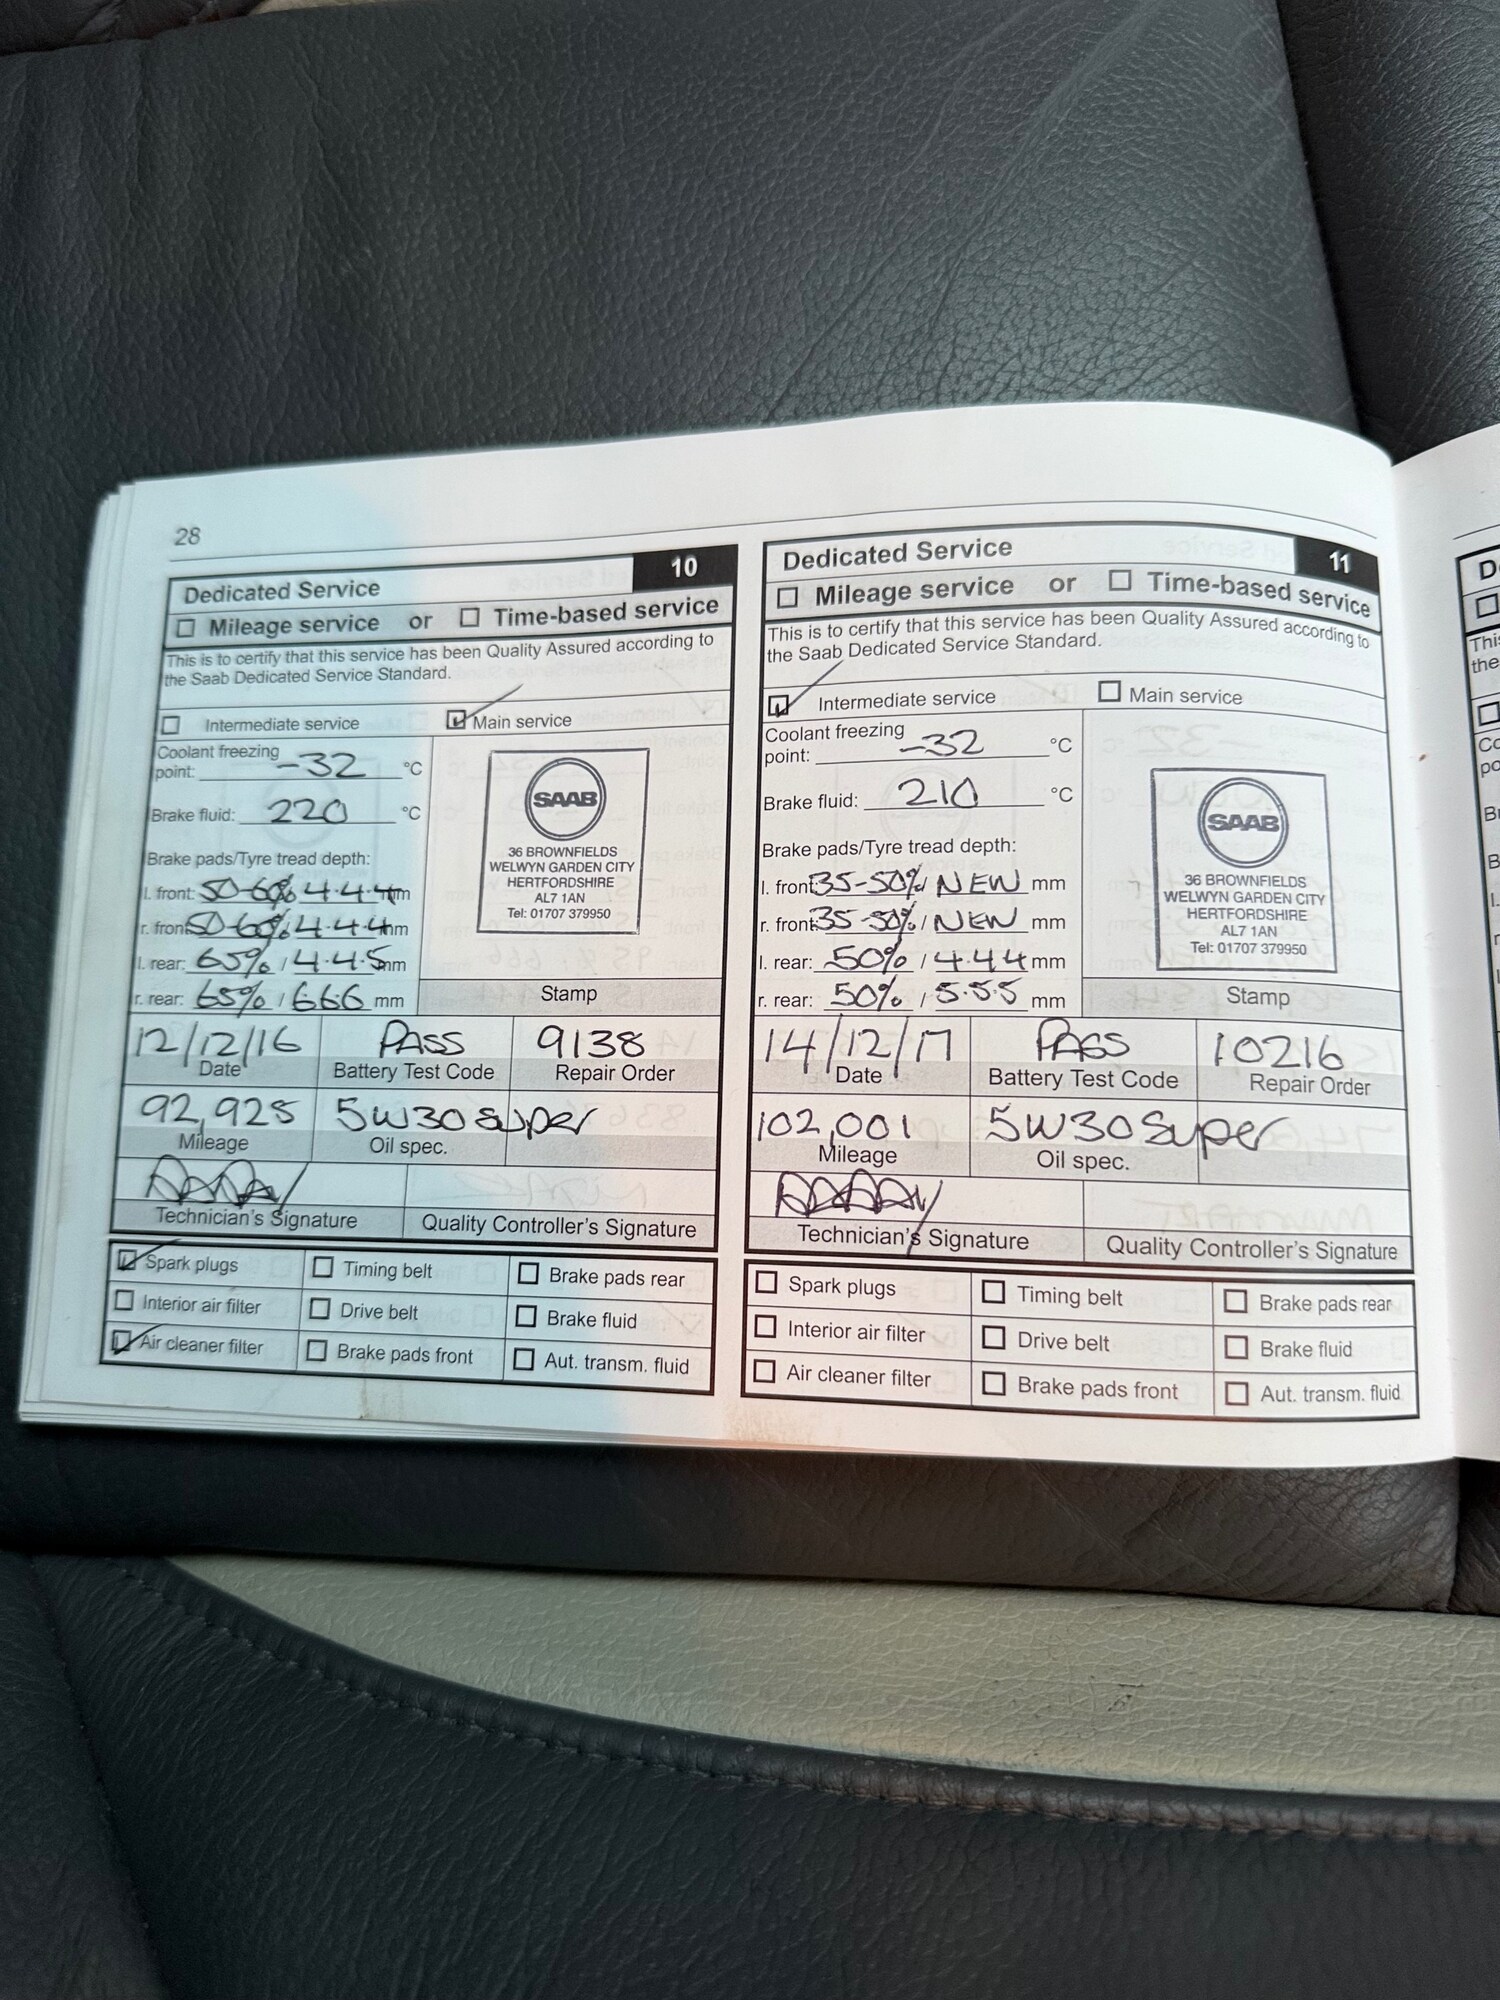 28
Dedicated Service 10
☐ Mileage service or ☐ Time-based service
This is to certify that this service has been Quality Assured according to
the Saab Dedicated Service Standard.
☐ Intermediate service ☑ Main service
Coolant freezing
point: -32 °C
Brake fluid: 220 °C
Brake pads/Tyre tread depth:
l. front: 50-60% 4.4.4 mm
r. front: 50-60% 4.4.4 mm
l. rear: 65% / 4.4.5 mm
r. rear: 65% / 666 mm
SAAB
36 BROWNFIELDS
WELWYN GARDEN CITY
HERTFORDSHIRE
AL7 1AN
Tel: 01707 379950
Stamp
12/12/16 PASS 9138
Date Battery Test Code Repair Order
92,925 5W30 Super
Mileage Oil spec.
Technician's Signature Quality Controller's Signature
☑ Spark plugs ☐ Timing belt ☐ Brake pads rear
☐ Interior air filter ☐ Drive belt ☐ Brake fluid
☑ Air cleaner filter ☐ Brake pads front ☐ Aut. transm. fluid
Dedicated Service 11
☐ Mileage service or ☐ Time-based service
This is to certify that this service has been Quality Assured according to
the Saab Dedicated Service Standard.
☑ Intermediate service ☐ Main service
Coolant freezing
point: -32 °C
Brake fluid: 210 °C
Brake pads/Tyre tread depth:
l. front: 35-50% / NEW mm
r. front: 35-50% / NEW mm
l. rear: 50% / 4.44 mm
r. rear: 50% / 5.5.5 mm
SAAB
36 BROWNFIELDS
WELWYN GARDEN CITY
HERTFORDSHIRE
AL7 1AN
Tel: 01707 379950
Stamp
14/12/17 PASS 10216
Date Battery Test Code Repair Order
102,001 5W30 Super
Mileage Oil spec.
Technician's Signature Quality Controller's Signature
☐ Spark plugs ☐ Timing belt ☐ Brake pads rear
☐ Interior air filter ☐ Drive belt ☐ Brake fluid
☐ Air cleaner filter ☐ Brake pads front ☐ Aut. transm. fluid